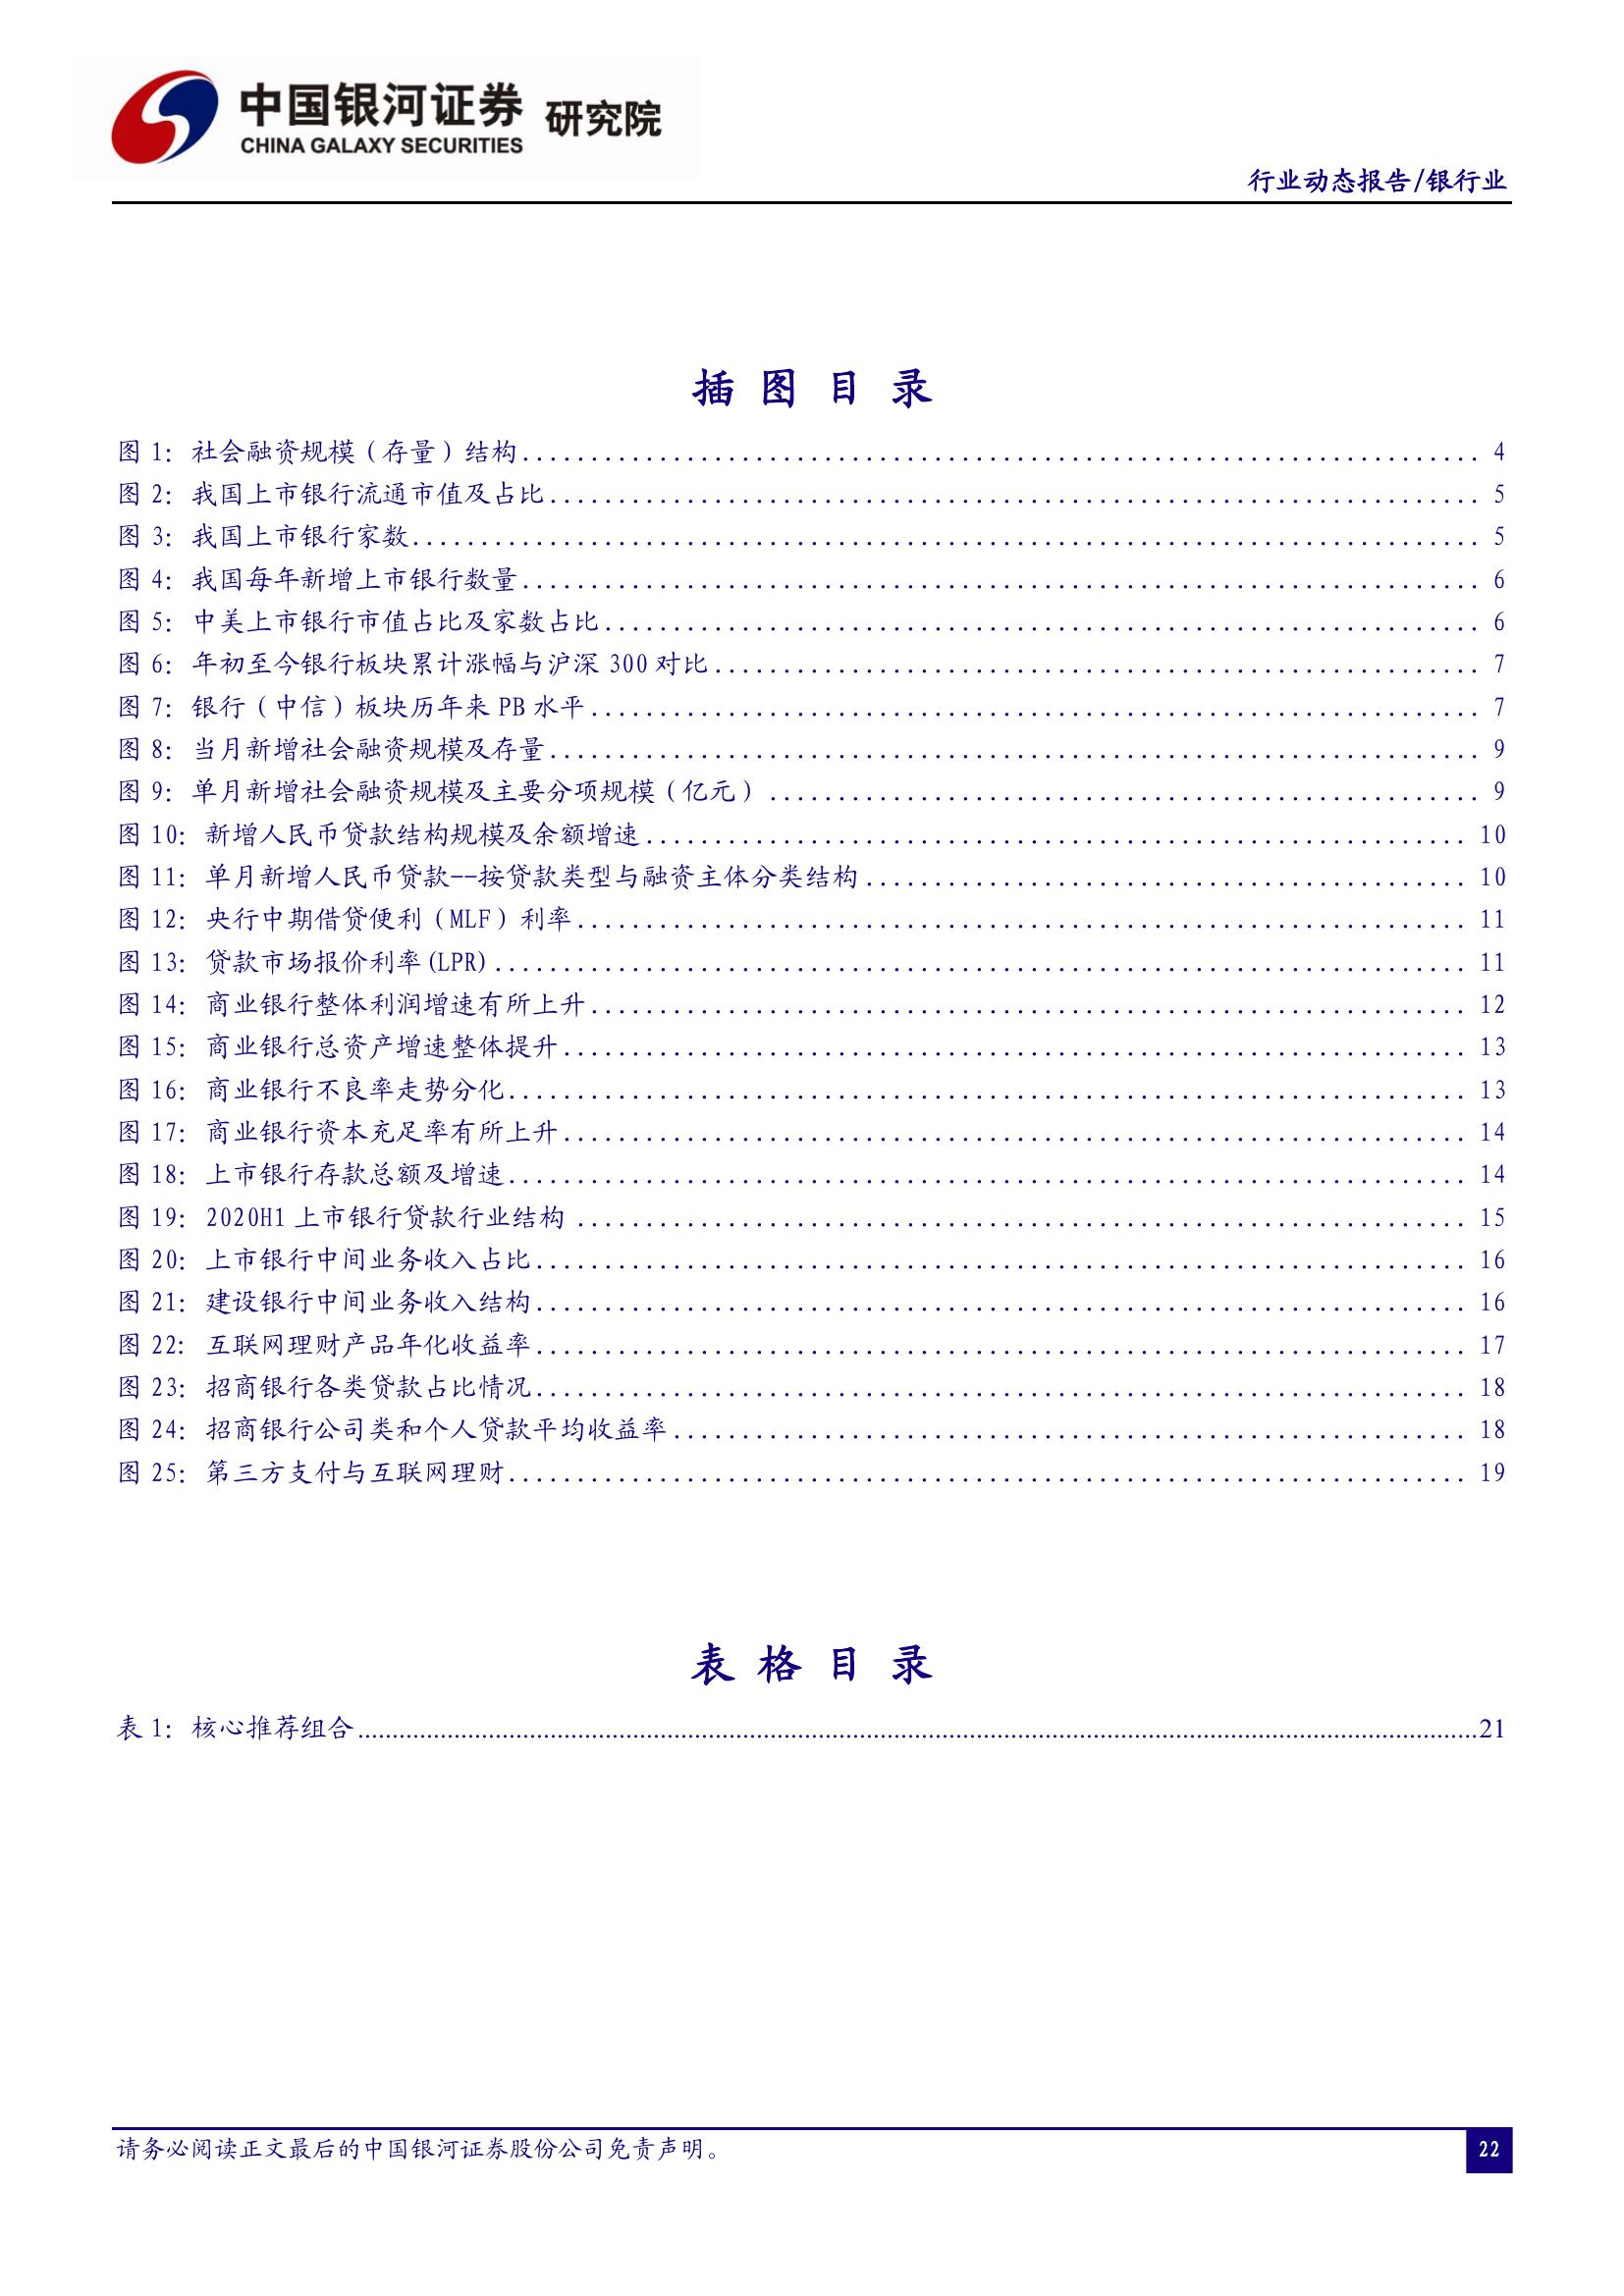 中国银河证券 研究院
CHINA GALAXY SECURITIES
行业动态报告/银行业
插 图 目 录
图 1：社会融资规模（存量）结构 4
图 2：我国上市银行流通市值及占比 5
图 3：我国上市银行家数 5
图 4：我国每年新增上市银行数量 6
图 5：中美上市银行市值占比及家数占比 6
图 6：年初至今银行板块累计涨幅与沪深 300 对比 7
图 7：银行（中信）板块历年来 PB 水平 7
图 8：当月新增社会融资规模及存量 9
图 9：单月新增社会融资规模及主要分项规模（亿元） 9
图 10：新增人民币贷款结构规模及余额增速 10
图 11：单月新增人民币贷款--按贷款类型与融资主体分类结构 10
图 12：央行中期借贷便利（MLF）利率 11
图 13：贷款市场报价利率(LPR) 11
图 14：商业银行整体利润增速有所上升 12
图 15：商业银行总资产增速整体提升 13
图 16：商业银行不良率走势分化 13
图 17：商业银行资本充足率有所上升 14
图 18：上市银行存款总额及增速 14
图 19：2020H1 上市银行贷款行业结构 15
图 20：上市银行中间业务收入占比 16
图 21：建设银行中间业务收入结构 16
图 22：互联网理财产品年化收益率 17
图 23：招商银行各类贷款占比情况 18
图 24：招商银行公司类和个人贷款平均收益率 18
图 25：第三方支付与互联网理财 19
表 格 目 录
表 1：核心推荐组合 21
请务必阅读正文最后的中国银河证券股份公司免责声明。
22